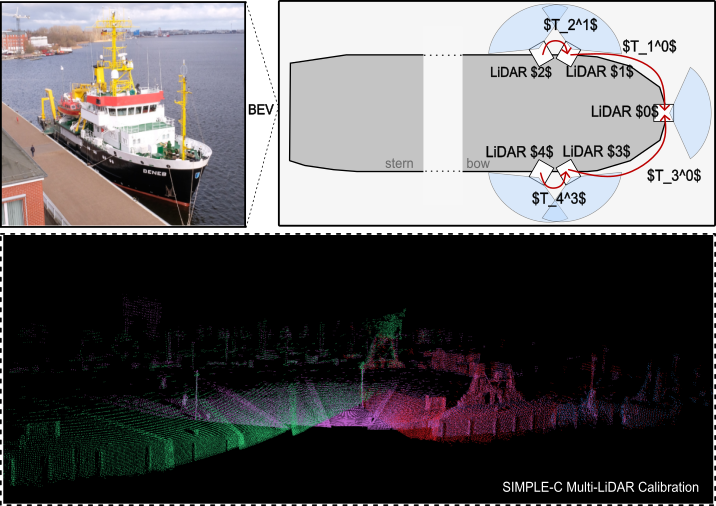 $T_2^1$
$T_1^0$
LiDAR $2$ LiDAR $1$
BEV
LiDAR $0$
DENEB
LiDAR $4$ LiDAR $3$
stern bow
$T_3^0$
$T_4^3$
SIMPLE-C Multi-LiDAR Calibration